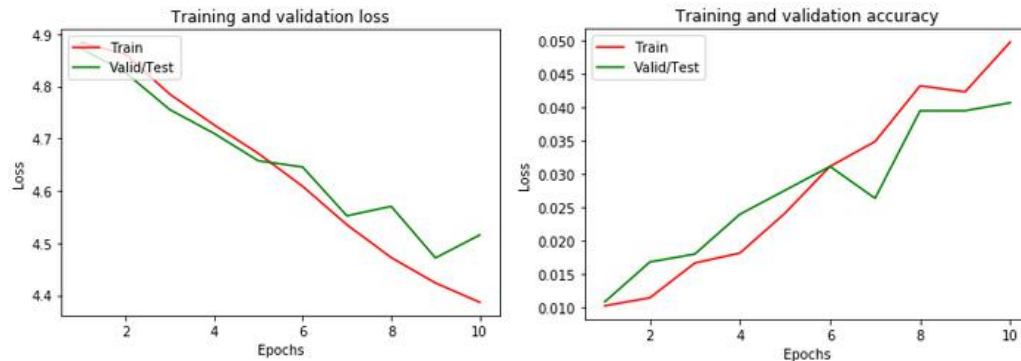 Training and validation loss
4.9
4.8
4.7
4.6
4.5
4.4
Loss
Train
Valid/Test
2
4
6
8
10
Epochs
Training and validation accuracy
0.050
0.045
0.040
0.035
0.030
0.025
0.020
0.015
0.010
Loss
Train
Valid/Test
2
4
6
8
10
Epochs